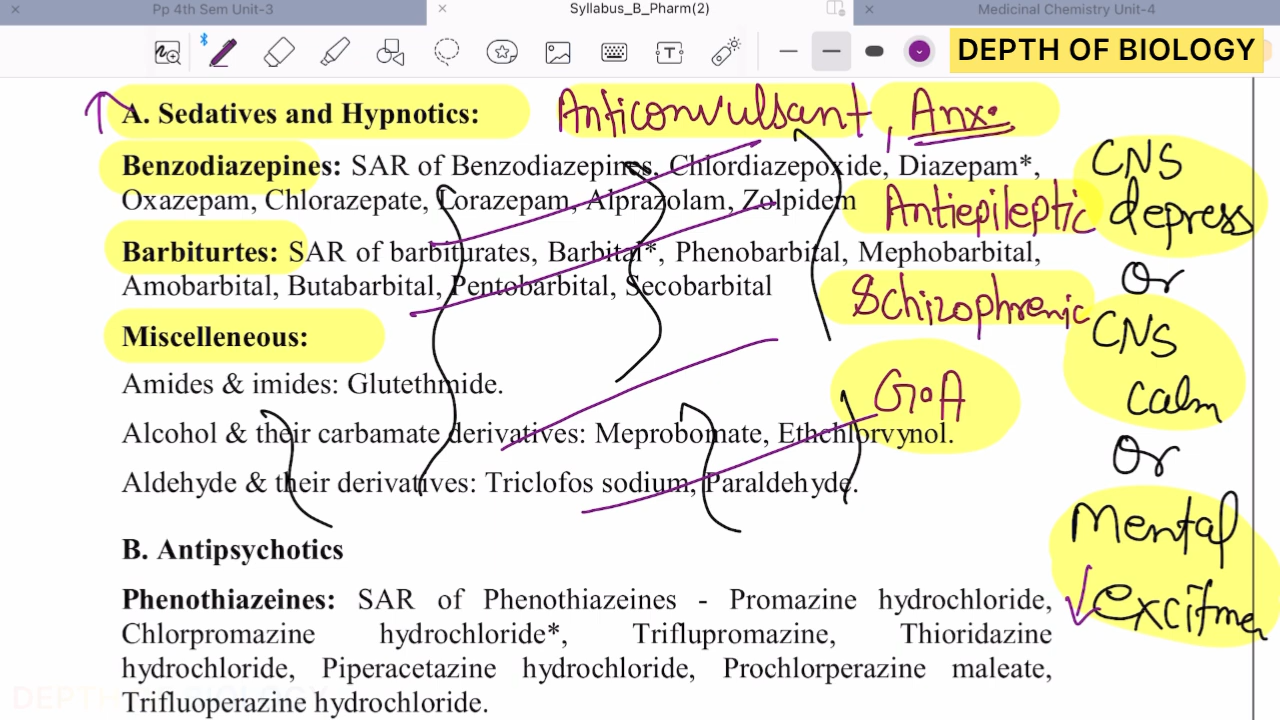 Pp 4th Sem Unit-3
Syllabus_B_Pharm(2)
Medicinal Chemistry Unit-4
DEPTH OF BIOLOGY
A. Sedatives and Hypnotics: Anticonvulsant, Anx.
Benzodiazepines: SAR of Benzodiazepines, Chlordiazepoxide, Diazepam*,
Oxazepam, Chlorazepate, Lorazepam, Alprazolam, Zolpidem
Antiepileptic
CNS
depress
or
Barbiturtes: SAR of barbiturates, Barbital*, Phenobarbital, Mephobarbital,
Amobarbital, Butabarbital, Pentobarbital, Secobarbital
Schizophrenic
CNS
calm
or
Miscelleneous:
Amides & imides: Glutethmide.
G.A
Alcohol & their carbamate derivatives: Meprobomate, Ethchlorvynol.
Aldehyde & their derivatives: Triclofos sodium, Paraldehyde.
Mental
excitmen
B. Antipsychotics
Phenothiazeines: SAR of Phenothiazeines - Promazine hydrochloride,
Chlorpromazine hydrochloride*, Triflupromazine, Thioridazine
hydrochloride, Piperacetazine hydrochloride, Prochlorperazine maleate,
Trifluoperazine hydrochloride.
DEPTH OF BIOLOGY